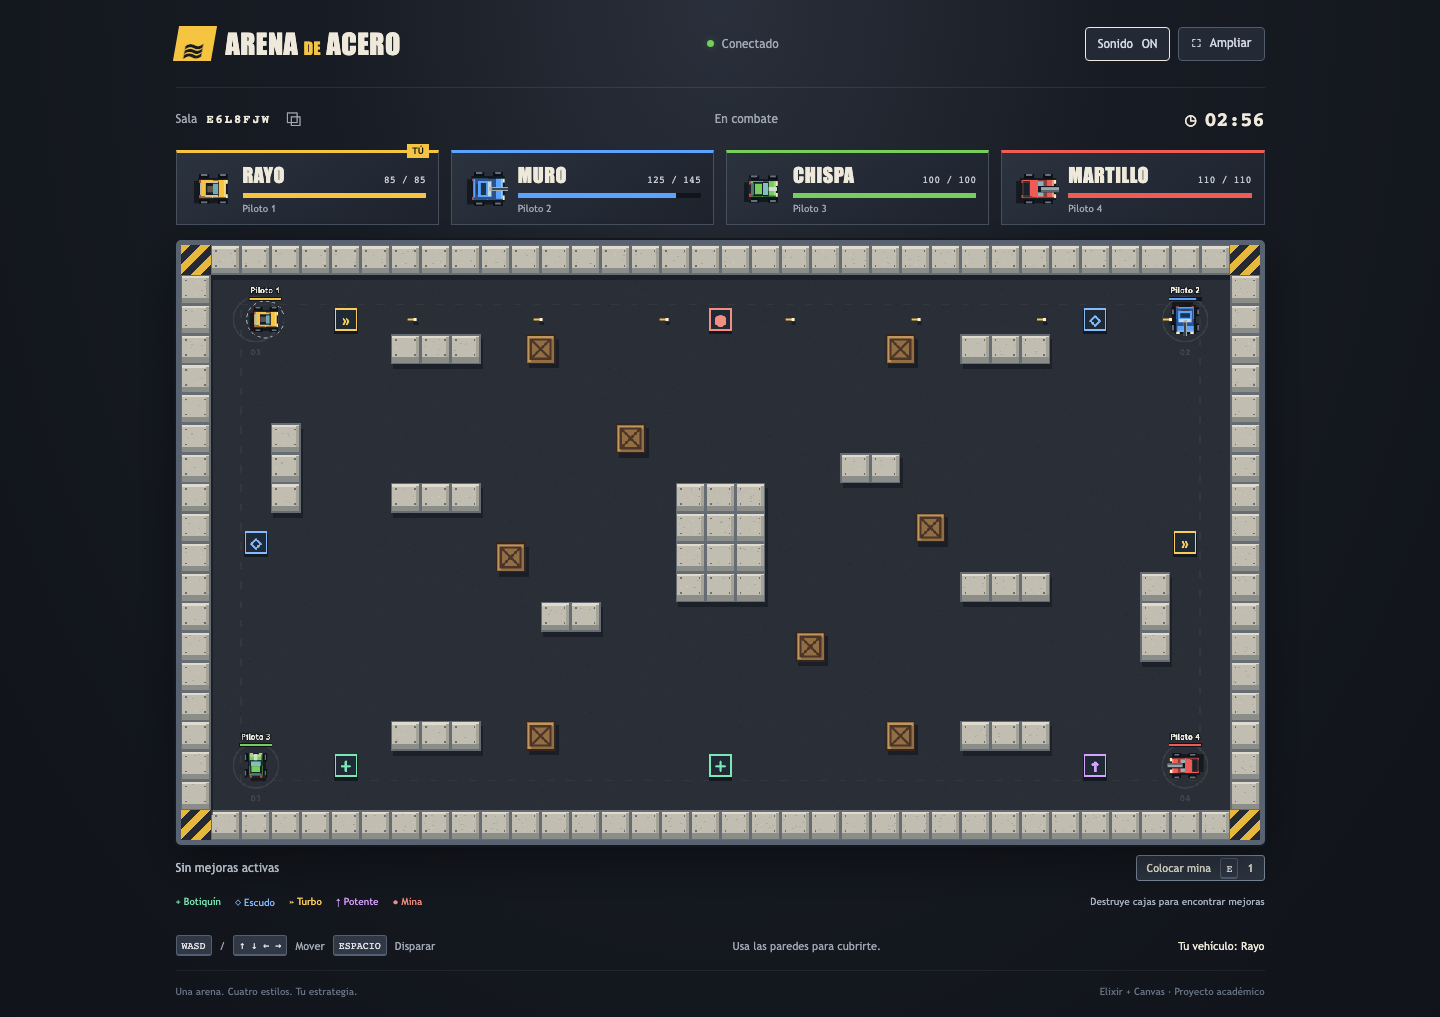 ARENA DE ACERO
Conectado
Sonido ON
Ampliar
Sala E6L8FJW
En combate
02:56
TÚ
RAYO
85 / 85
Piloto 1
MURO
125 / 145
Piloto 2
CHISPA
100 / 100
Piloto 3
MARTILLO
110 / 110
Piloto 4
Piloto 1
Piloto 2
03
02
Piloto 3
Piloto 4
03
04
Sin mejoras activas
Colocar mina E 1
+ Botiquín ◇ Escudo » Turbo ↑ Potente ● Mina
Destruye cajas para encontrar mejoras
WASD / ↑ ↓ ← → Mover ESPACIO Disparar
Usa las paredes para cubrirte.
Tu vehículo: Rayo
Una arena. Cuatro estilos. Tu estrategia.
Elixir + Canvas · Proyecto académico